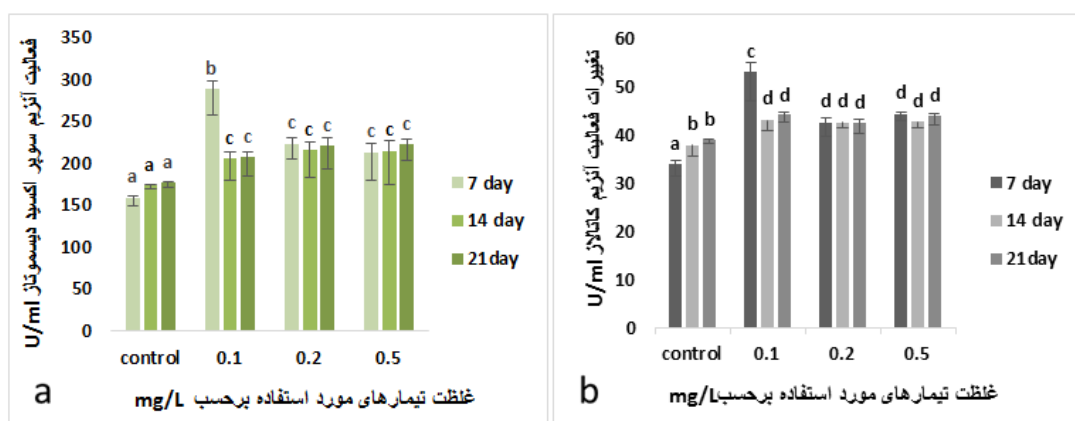 فعالیت آنزیم سوپر اکسید دیسموتاز U/ml
350
300
250
200
150
100
50
0
a
a
a
b
c
c
c
c
c
c
c
c
control
0.1
0.2
0.5
7 day
14 day
21day
a
غلظت تیمارهای مورد استفاده برحسب mg/L
تغییرات فعالیت آنزیم کاتالاز U/ml
60
50
40
30
20
10
0
a
b
b
c
d
d
d
d
d
d
d
d
control
0.1
0.2
0.5
7 day
14 day
21day
b
غلظت تیمارهای مورد استفاده برحسبmg/L